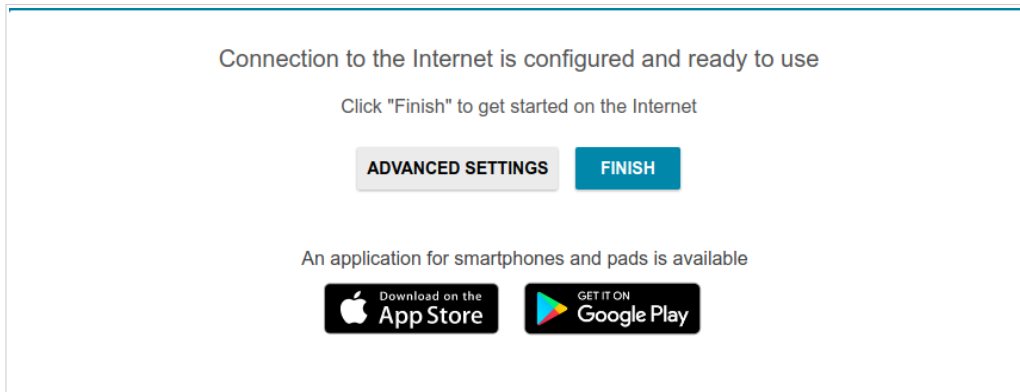 Connection to the Internet is configured and ready to use
Click "Finish" to get started on the Internet
ADVANCED SETTINGS FINISH
An application for smartphones and pads is available
Download on the
App Store
GET IT ON
Google Play